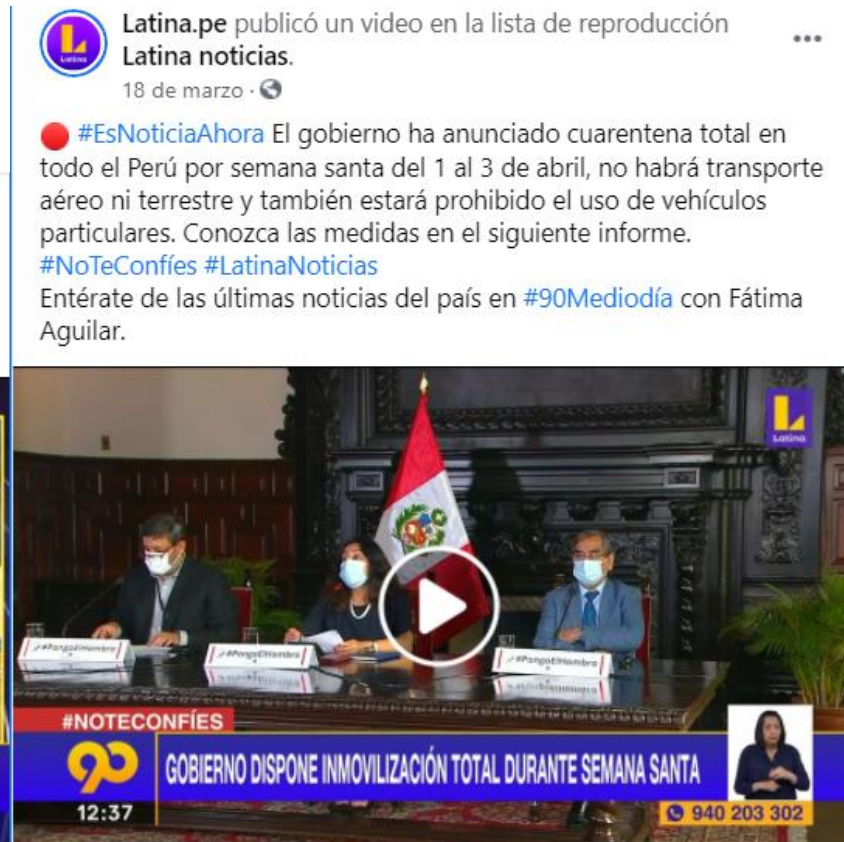 Latina.pe publicó un video en la lista de reproducción
Latina noticias.
18 de marzo ·
#EsNoticiaAhora El gobierno ha anunciado cuarentena total en
todo el Perú por semana santa del 1 al 3 de abril, no habrá transporte
aéreo ni terrestre y también estará prohibido el uso de vehículos
particulares. Conozca las medidas en el siguiente informe.
#NoTeConfíes #LatinaNoticias
Entérate de las últimas noticias del país en #90Mediodía con Fátima
Aguilar.
L
Latina
L
Latina
#PongoElHombro
#PongoElHombro
#PongoElHombro
#NOTECONFÍES
90
GOBIERNO DISPONE INMOVILIZACIÓN TOTAL DURANTE SEMANA SANTA
12:37
940 203 302